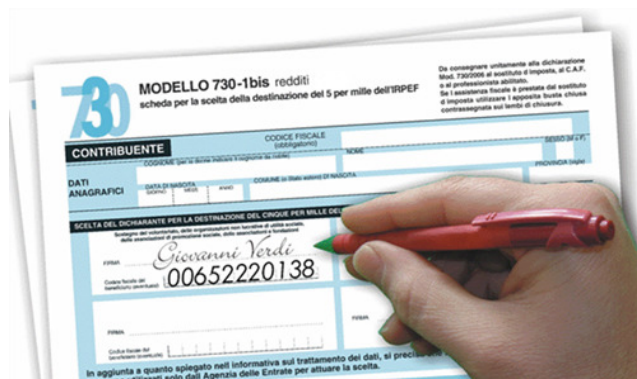 730
MODELLO 730-1bis redditi
scheda per la scelta della destinazione del 5 per mille dell'IRPEF
Da consegnare unitamente alla dichiarazione
Mod. 730/2006 al sostituto d'imposta, al C.A.F.
o al professionista abilitato.
Se l'assistenza fiscale è prestata dal sostituto
d'imposta utilizzare l'apposita busta chiusa
contrassegnata sui lembi di chiusura.
CONTRIBUENTE
CODICE FISCALE
(obbligatorio)
DATI
ANAGRAFICI
COGNOME (per le donne indicare il cognome da nubile)
NOME
SESSO (M o F)
DATA DI NASCITA
GIORNO MESE ANNO
COMUNE (o Stato estero) DI NASCITA
PROVINCIA (sigla)
SCELTA DEL DICHIARANTE PER LA DESTINAZIONE DEL CINQUE PER MILLE
Sostegno del volontariato, delle organizzazioni non lucrative di utilità sociale,
delle associazioni di promozione sociale, delle associazioni e fondazioni
FIRMA Giovanni Verdi
Codice fiscale del
beneficiario (eventuale) 00652220138
FIRMA
FIRMA
Codice fiscale del
beneficiario (eventuale)
In aggiunta a quanto spiegato nell'informativa sul trattamento dei dati, si precisa che
utilizzati solo dall'Agenzia delle Entrate per attuare la scelta.